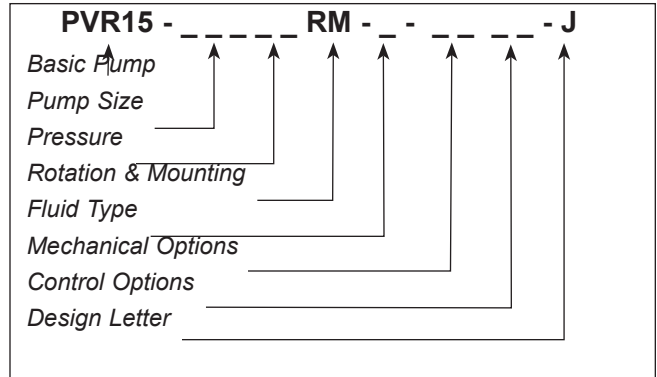 PVR15 - _ _ _ _ _ RM - _ - _ _ _ _ - J
Basic Pump
Pump Size
Pressure
Rotation & Mounting
Fluid Type
Mechanical Options
Control Options
Design Letter